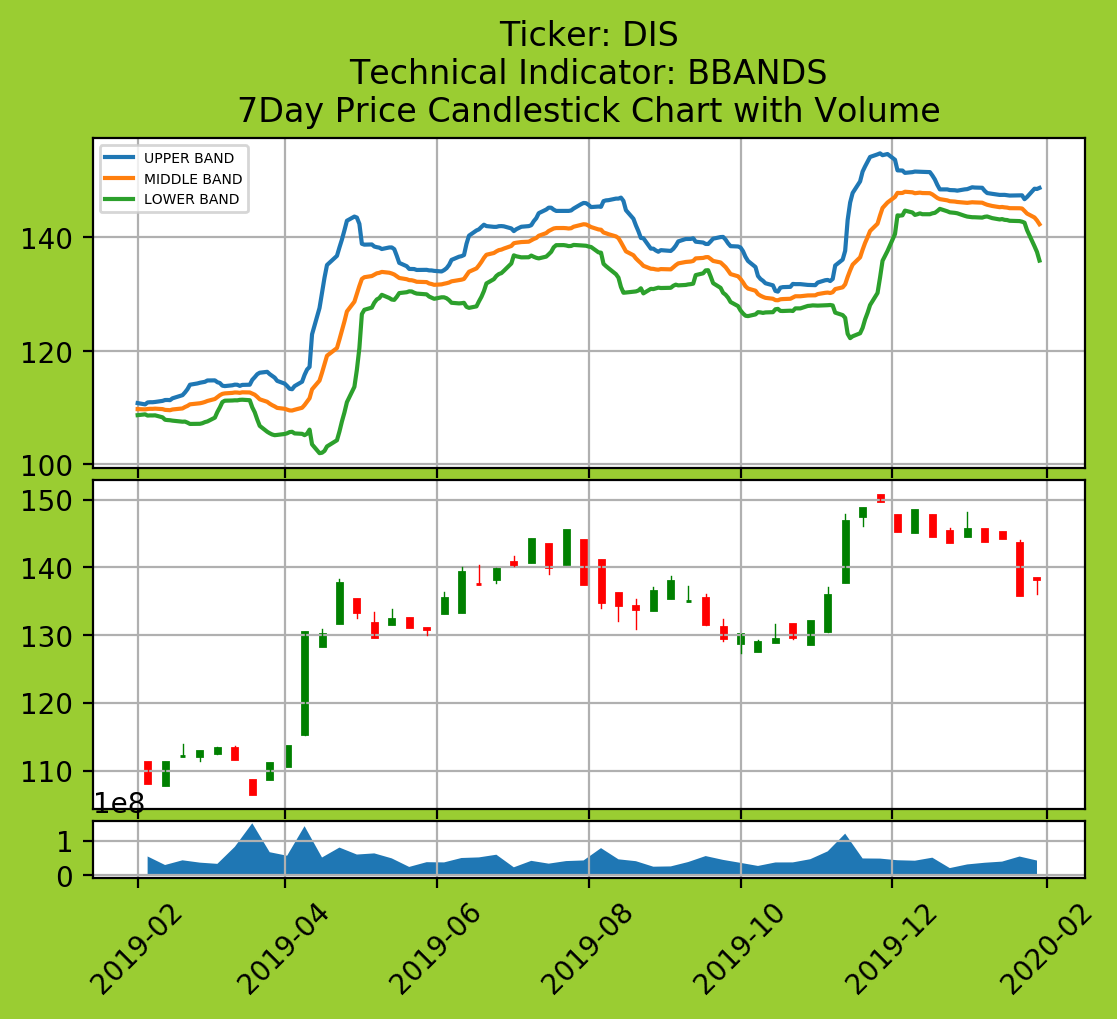 Ticker: DIS
Technical Indicator: BBANDS
7Day Price Candlestick Chart with Volume
UPPER BAND
MIDDLE BAND
LOWER BAND
140
120
100
150
140
130
120
110
1e8
1
0
2019-02
2019-04
2019-06
2019-08
2019-10
2019-12
2020-02